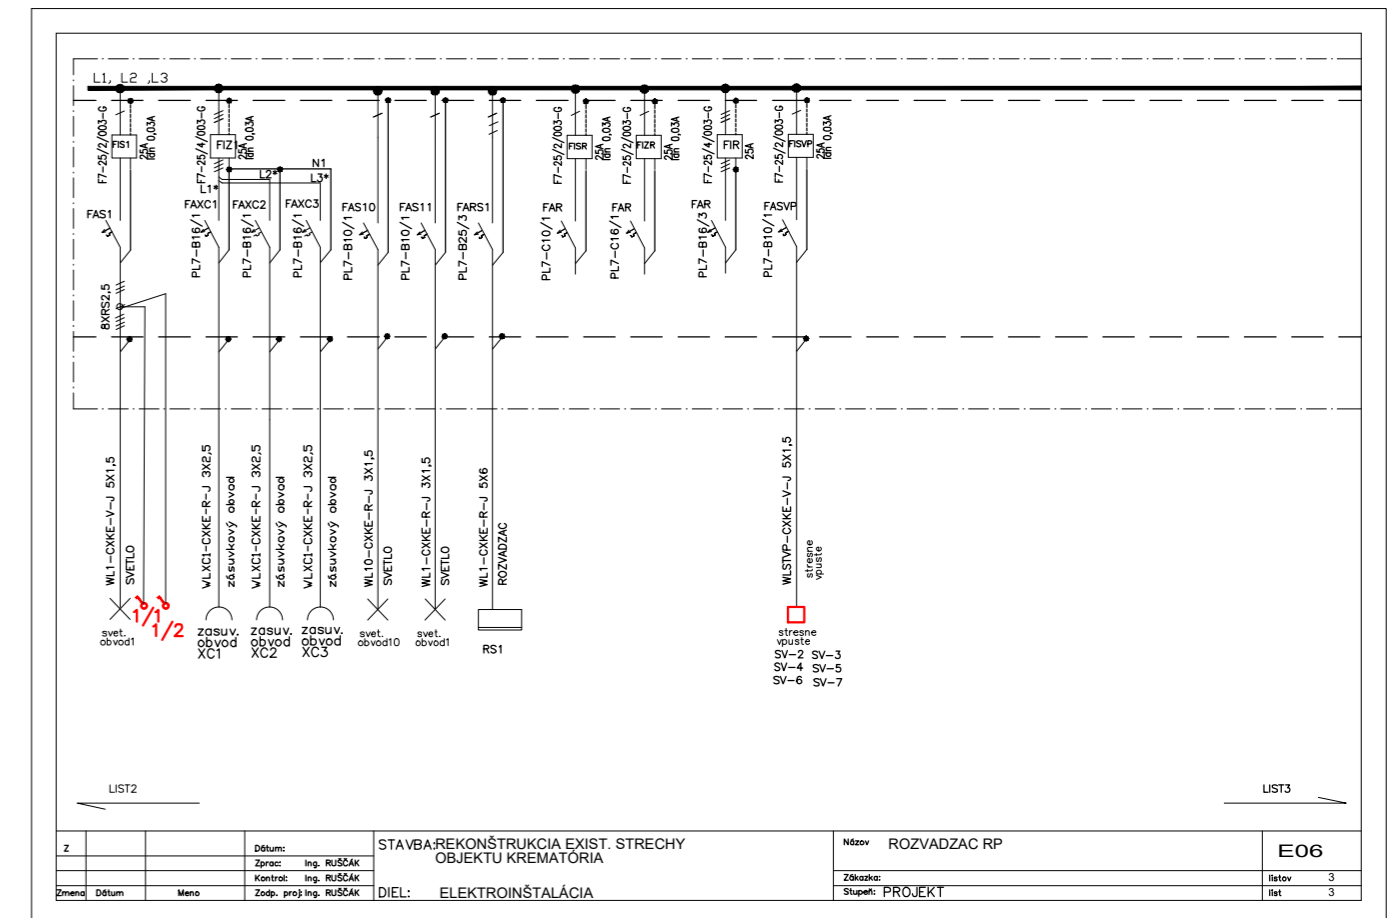 L1, L2 ,L3
F7-25/2/003-G
FIS1
25A
Idn 0,03A
F7-25/4/003-G
FIZ1
25A
Idn 0,03A
F7-25/2/003-G
FISR
25A
Idn 0,03A
F7-25/2/003-G
FIZR
25A
Idn 0,03A
F7-25/4/003-G
FIR
25A
F7-25/2/003-G
FISVP
25A
Idn 0,03A
N1
L2*
L3*
L1*
FAS1
FAXC1
FAXC2
FAXC3
FAS10
FAS11
FARS1
FAR
FAR
FAR
FASVP
PL7-B16/1
PL7-B16/1
PL7-B16/1
PL7-B10/1
PL7-B10/1
PL7-B25/3
PL7-C10/1
PL7-C16/1
PL7-B16/3
PL7-B10/1
8XRS2,5
WL1-CXKE-V-J 5X1,5
SVETLO
WLXC1-CXKE-R-J 3X2,5
zásuvkový obvod
WLXC1-CXKE-R-J 3X2,5
zásuvkový obvod
WLXC1-CXKE-R-J 3X2,5
zásuvkový obvod
WL10-CXKE-R-J 3X1,5
SVETLO
WL1-CXKE-R-J 3X1,5
SVETLO
WL1-CXKE-R-J 5X6
ROZVADZAC
WLSTVP-CXKE-V-J 5X1,5
stresne
vpuste
1/1
1/2
svet.
obvod1
zasuv.
obvod
XC1
zasuv.
obvod
XC2
zasuv.
obvod
XC3
svet.
obvod10
svet.
obvod1
RS1
stresne
vpuste
SV-2 SV-3
SV-4 SV-5
SV-6 SV-7
LIST2
LIST3
Z
Zmena Dátum Meno
Dátum:
Zprac: Ing. RUŠČÁK
Kontrol: Ing. RUŠČÁK
Zodp. proj: Ing. RUŠČÁK
STAVBA:REKONŠTRUKCIA EXIST. STRECHY
OBJEKTU KREMATÓRIA
DIEL: ELEKTROINŠTALÁCIA
Názov ROZVADZAC RP
Zákazka:
Stupeň: PROJEKT
E06
listov 3
list 3